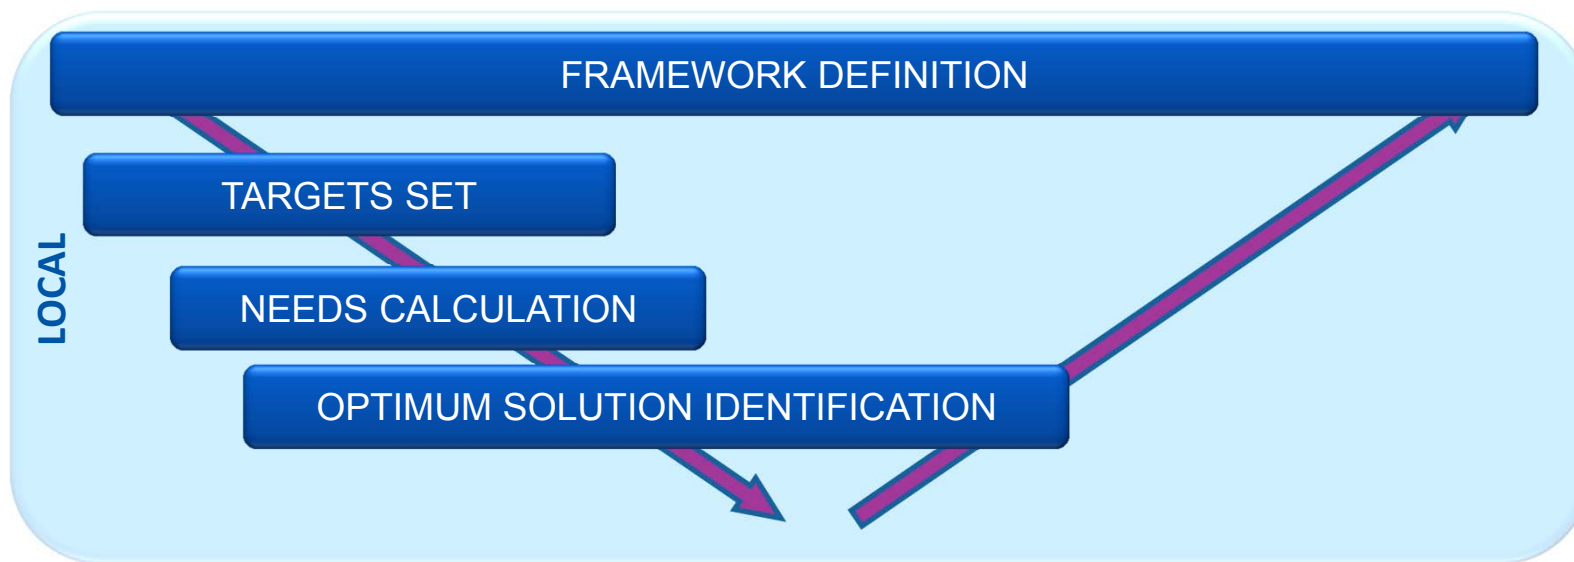 FRAMEWORK DEFINITION
TARGETS SET
LOCAL
NEEDS CALCULATION
OPTIMUM SOLUTION IDENTIFICATION